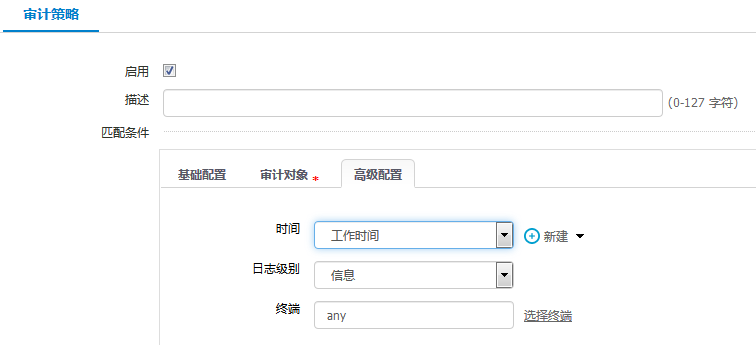 审计策略
启用
描述 (0-127 字符)
匹配条件
基础配置 审计对象 * 高级配置
时间 工作时间 新建
日志级别 信息
终端 any 选择终端